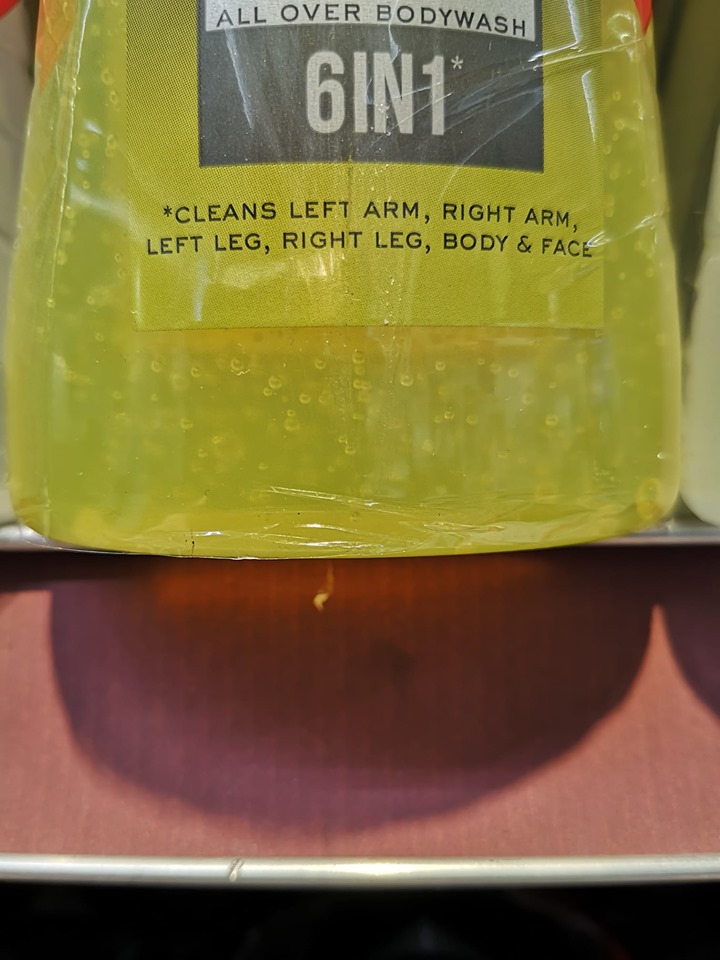 ALL OVER BODYWASH
6IN1*
*CLEANS LEFT ARM, RIGHT ARM,
LEFT LEG, RIGHT LEG, BODY & FACE